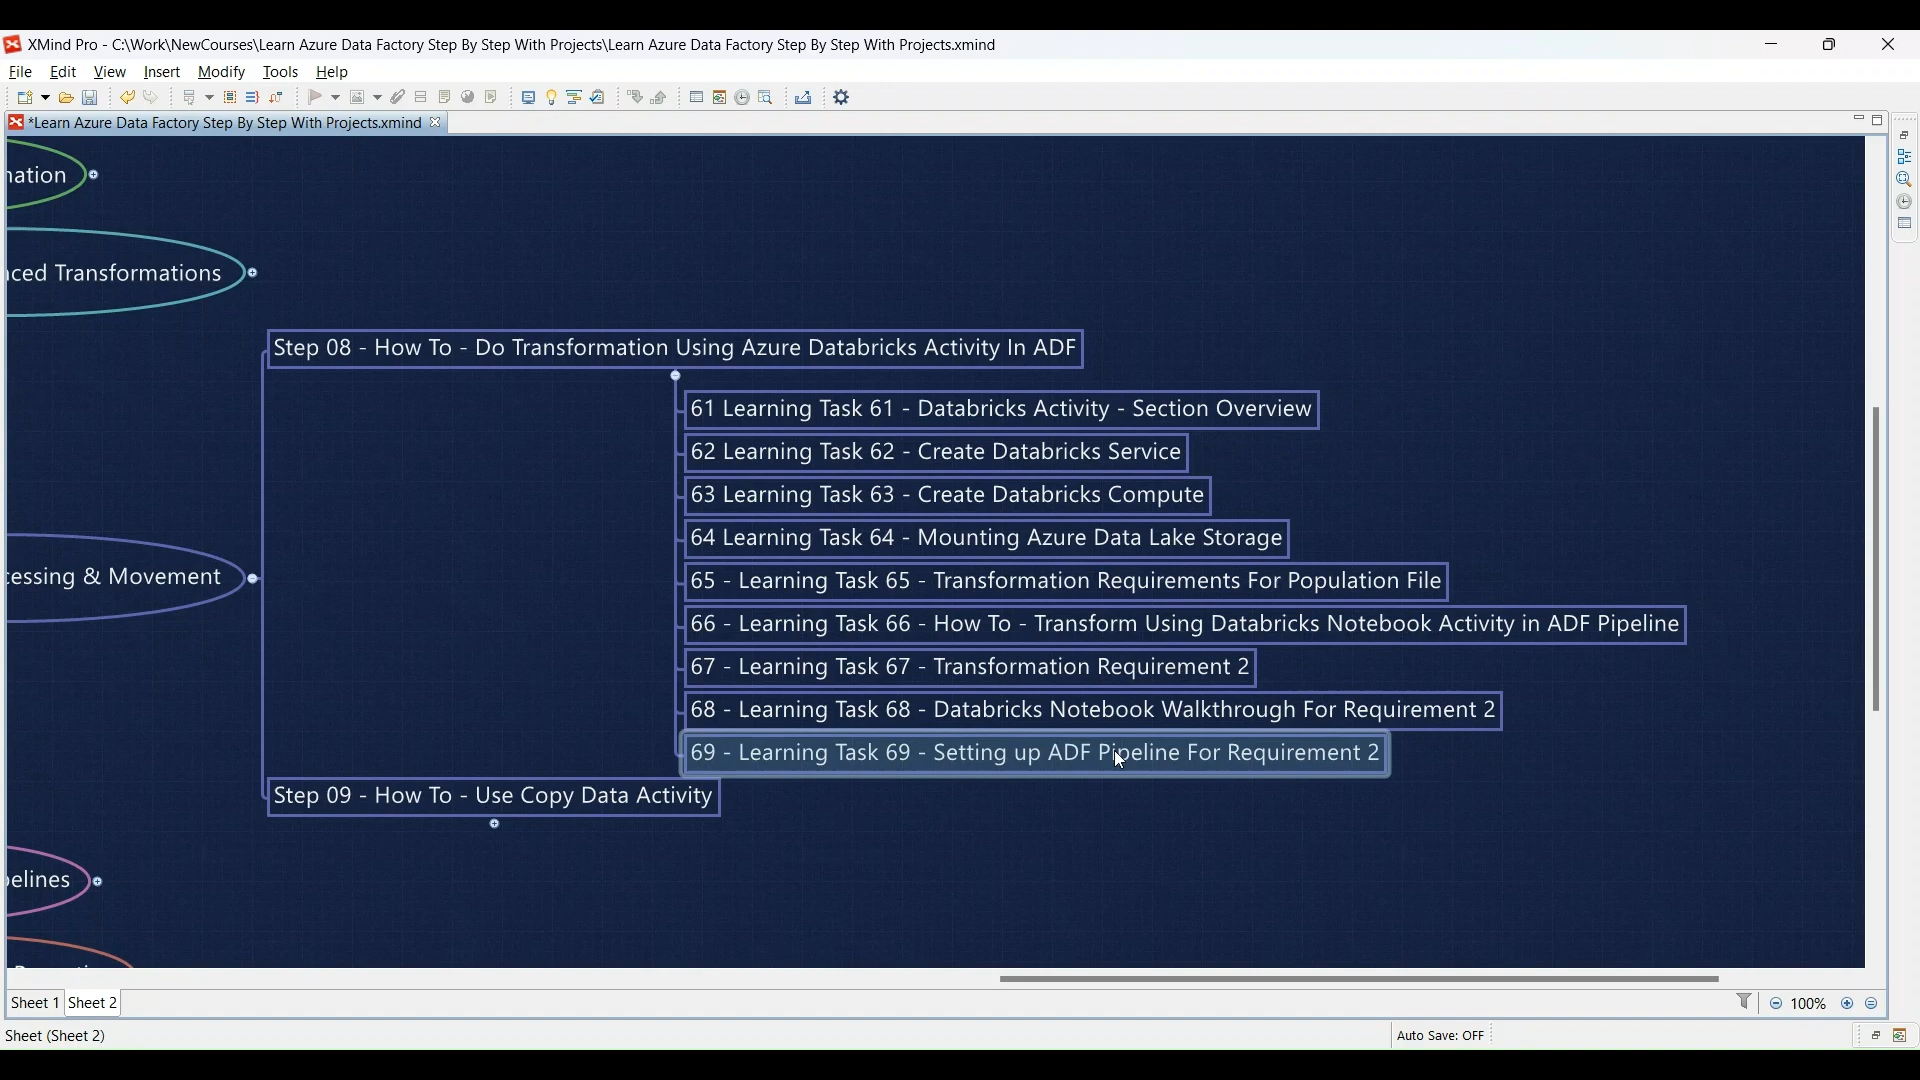 XMind Pro - C:\Work\NewCourses\Learn Azure Data Factory Step By Step With Projects\Learn Azure Data Factory Step By Step With Projects.xmind
File Edit View Insert Modify Tools Help
*Learn Azure Data Factory Step By Step With Projects.xmind
nation
nced Transformations
Step 08 - How To - Do Transformation Using Azure Databricks Activity In ADF
61 Learning Task 61 - Databricks Activity - Section Overview
62 Learning Task 62 - Create Databricks Service
63 Learning Task 63 - Create Databricks Compute
64 Learning Task 64 - Mounting Azure Data Lake Storage
65 - Learning Task 65 - Transformation Requirements For Population File
cessing & Movement
66 - Learning Task 66 - How To - Transform Using Databricks Notebook Activity in ADF Pipeline
67 - Learning Task 67 - Transformation Requirement 2
68 - Learning Task 68 - Databricks Notebook Walkthrough For Requirement 2
69 - Learning Task 69 - Setting up ADF Pipeline For Requirement 2
Step 09 - How To - Use Copy Data Activity
pelines
Sheet 1 Sheet 2 100%
Sheet (Sheet 2) Auto Save: OFF